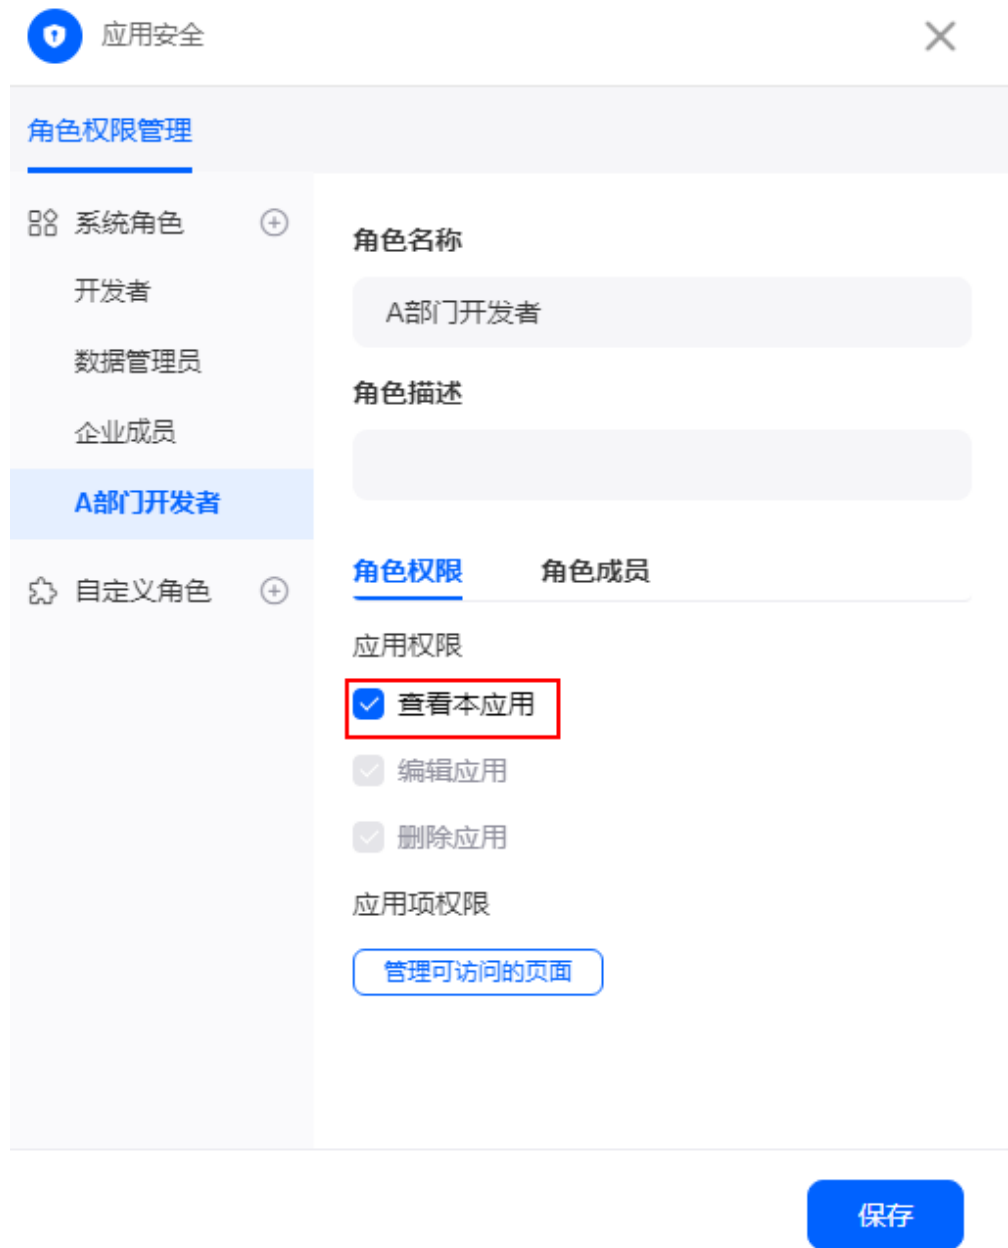 应用安全
角色权限管理
系统角色
开发者
数据管理员
企业成员
A部门开发者
自定义角色
角色名称
A部门开发者
角色描述
角色权限
角色成员
应用权限
查看本应用
编辑应用
删除应用
应用项权限
管理可访问的页面
保存